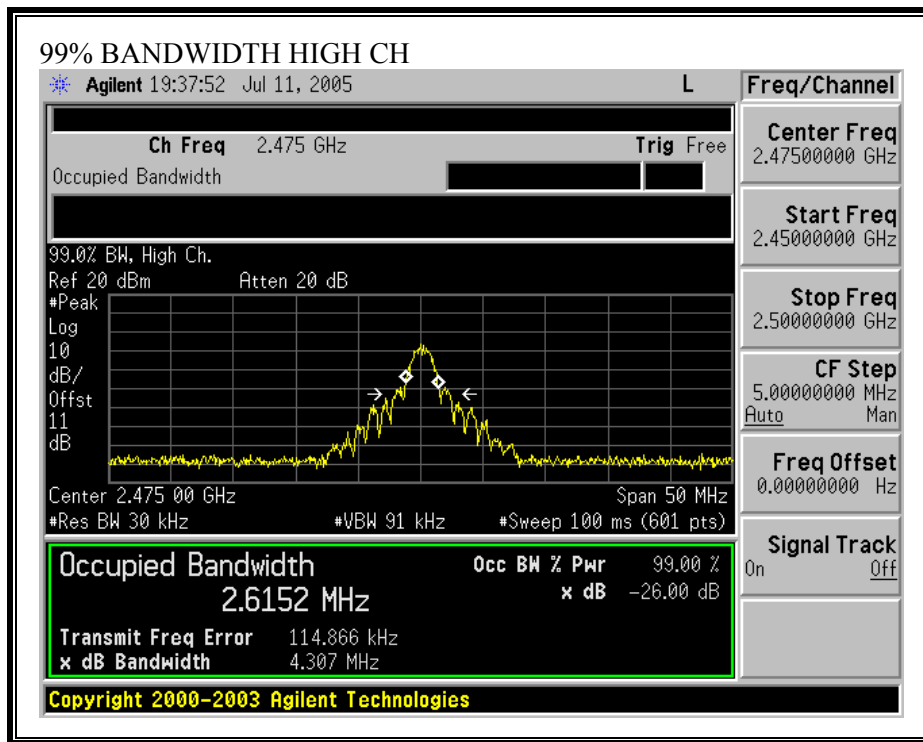 99% BANDWIDTH HIGH CH
Agilent 19:37:52 Jul 11, 2005 L
Freq/Channel
Ch Freq 2.475 GHz Trig Free
Occupied Bandwidth
Center Freq
2.47500000 GHz
Start Freq
2.45000000 GHz
Stop Freq
2.50000000 GHz
CF Step
5.00000000 MHz
Auto Man
Freq Offset
0.00000000 Hz
Signal Track
On Off
99.0% BW, High Ch.
Ref 20 dBm Atten 20 dB
#Peak
Log
10
dB/
Offst
11
dB
Center 2.475 00 GHz Span 50 MHz
#Res BW 30 kHz #VBW 91 kHz #Sweep 100 ms (601 pts)
Occupied Bandwidth Occ BW % Pwr 99.00 %
2.6152 MHz x dB -26.00 dB
Transmit Freq Error 114.866 kHz
x dB Bandwidth 4.307 MHz
Copyright 2000-2003 Agilent Technologies